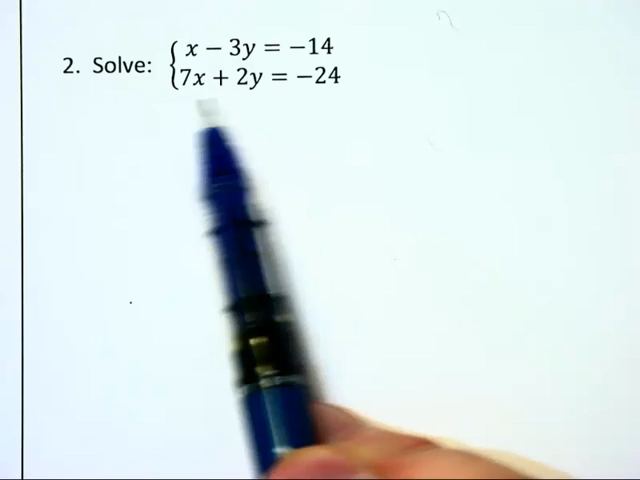 2. Solve: { x − 3y = −14
7x + 2y = −24